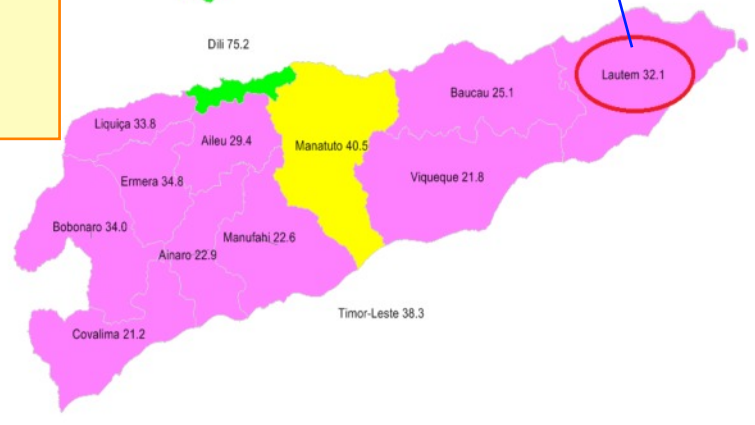 Dili 75.2
Lautem 32.1
Baucau 25.1
Liquiça 33.8
Aileu 29.4
Manatuto 40.5
Viqueque 21.8
Ermera 34.8
Bobonaro 34.0
Manufahi 22.6
Ainaro 22.9
Timor-Leste 38.3
Covalima 21.2